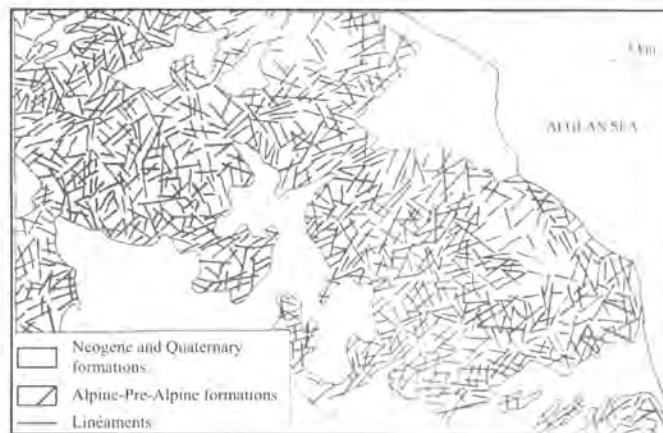 AEGEAN SEA
Neogene and Quaternary
formations
Alpine-Pre-Alpine formations
Linéaments